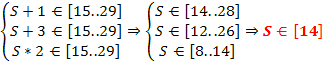 { S + 1 ∈ [15..29]
S + 3 ∈ [15..29]
S * 2 ∈ [15..29] ⇒ { S ∈ [14..28]
S ∈ [12..26]
S ∈ [8..14] ⇒ S ∈ [14]